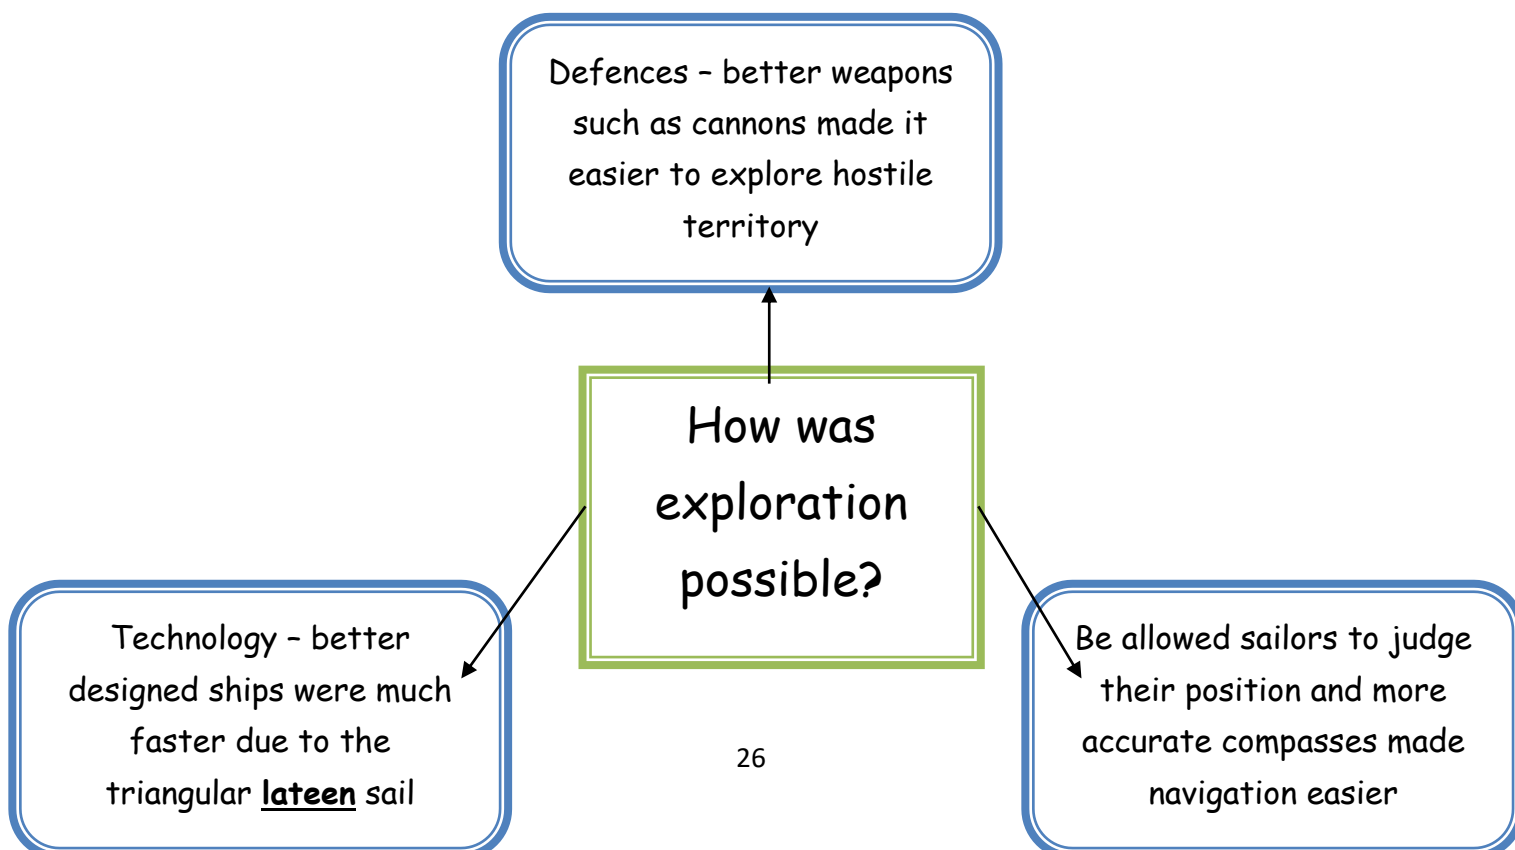 Defences – better weapons
such as cannons made it
easier to explore hostile
territory
How was
exploration
possible?
Technology – better
designed ships were much
faster due to the
triangular lateen sail
Be allowed sailors to judge
their position and more
accurate compasses made
navigation easier
26